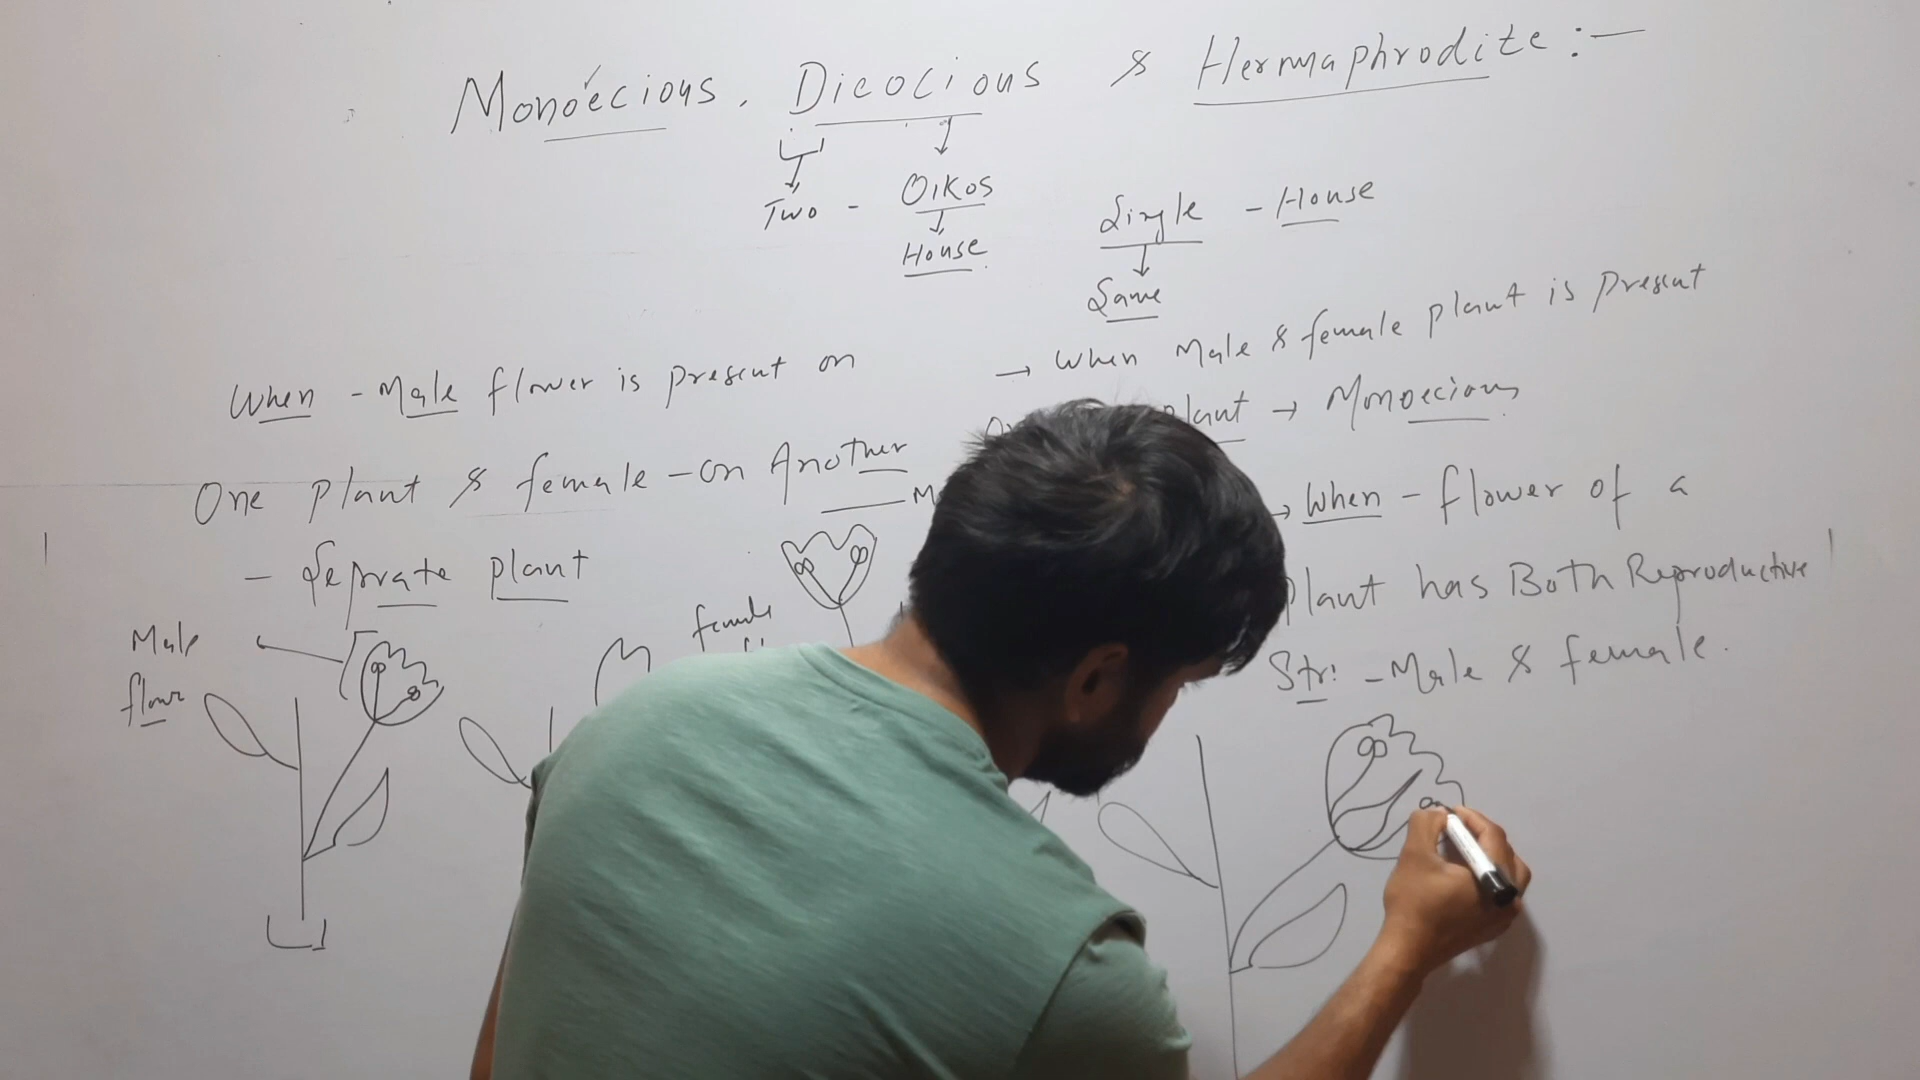 Monoecious, Dicocious & Hermaphrodite :-
Two - OIKOS
House
Single - House
Same
When - Male flower is present on
One plant & female - on Another
- Seprate plant
Male
flower
female
→ When Male & female plant is present
plant → Monoecious
→ When - flower of a
plant has Both Reproductive
Str: - Male & female.